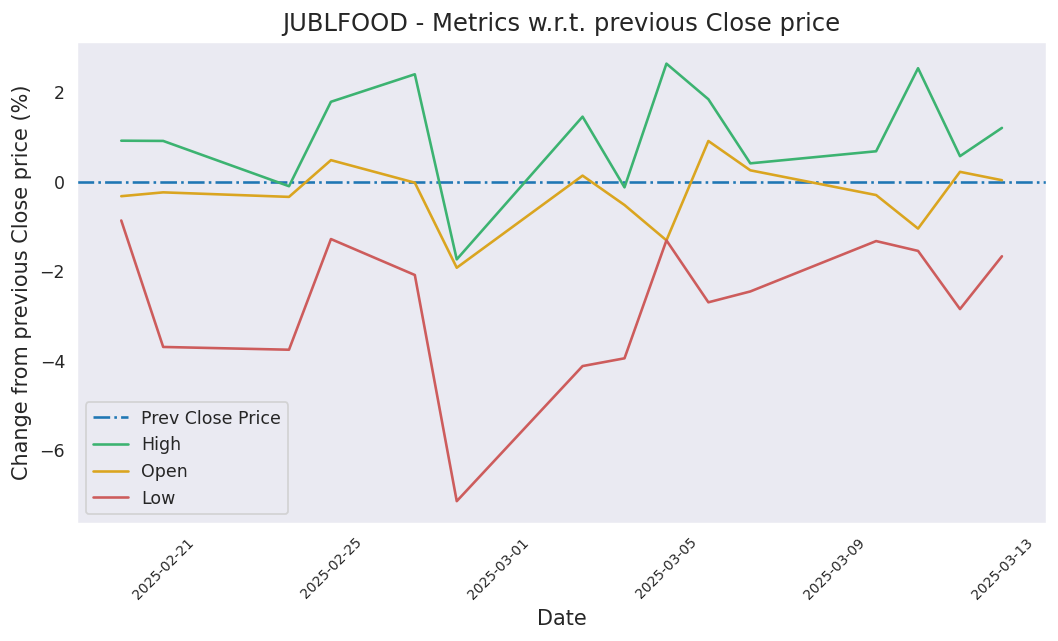 JUBLFOOD - Metrics w.r.t. previous Close price
Change from previous Close price (%)
2
0
−2
−4
−6
Prev Close Price
High
Open
Low
2025-02-21
2025-02-25
2025-03-01
2025-03-05
2025-03-09
2025-03-13
Date